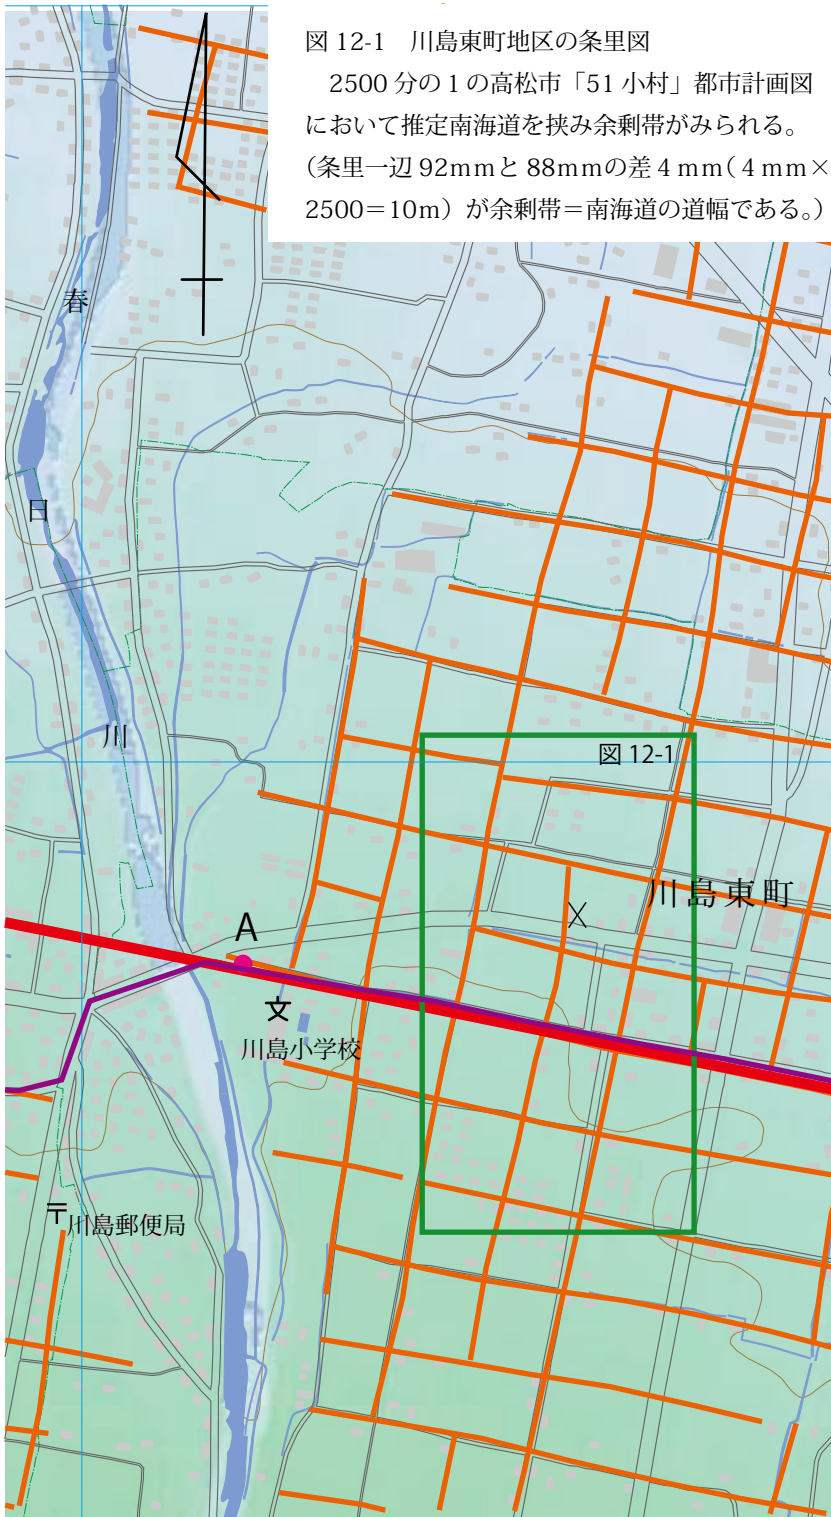 図 12-1　川島東町地区の条里図
　2500 分の 1 の高松市「51 小村」都市計画図
において推定南海道を挟み余剰帯がみられる。
（条里一辺 92mmと 88mmの差 4 mm（4 mm×
2500＝10m）が余剰帯＝南海道の道幅である。）
春
日
川
図 12-1
川島東町
A
文
川島小学校
〒
川島郵便局